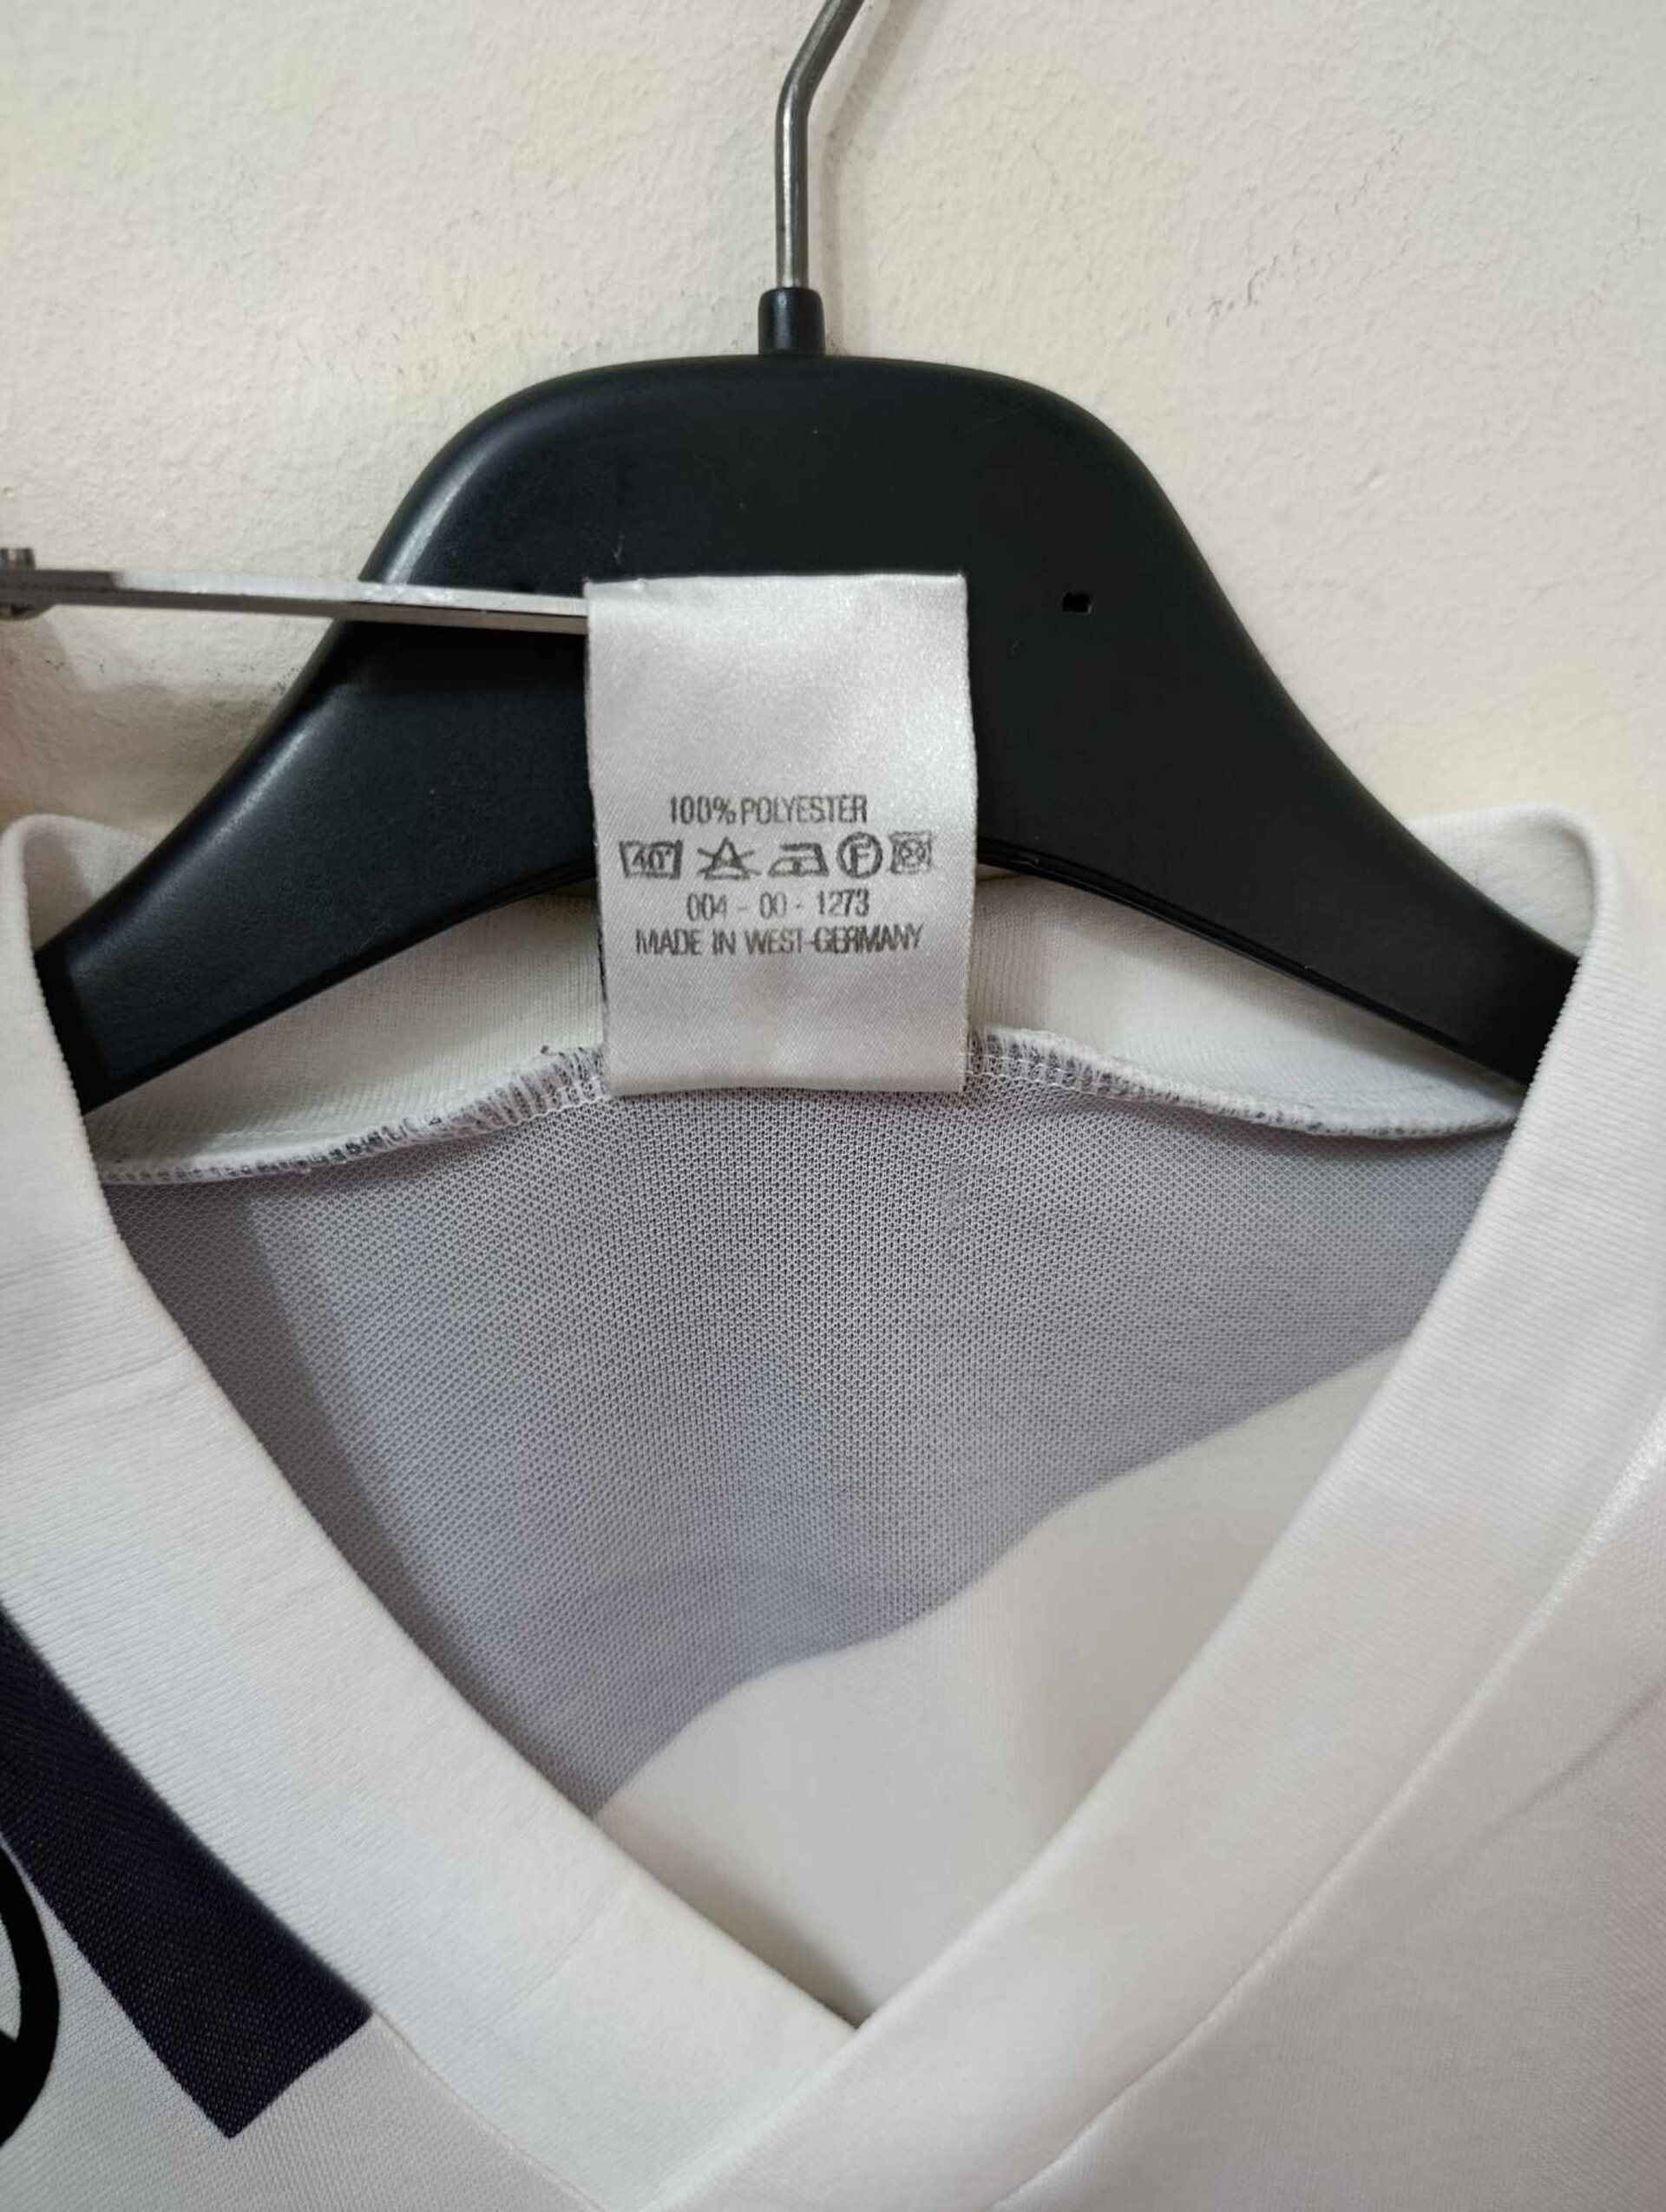 100% POLYESTER
40° F
004 - 00 - 1273
MADE IN WEST-GERMANY